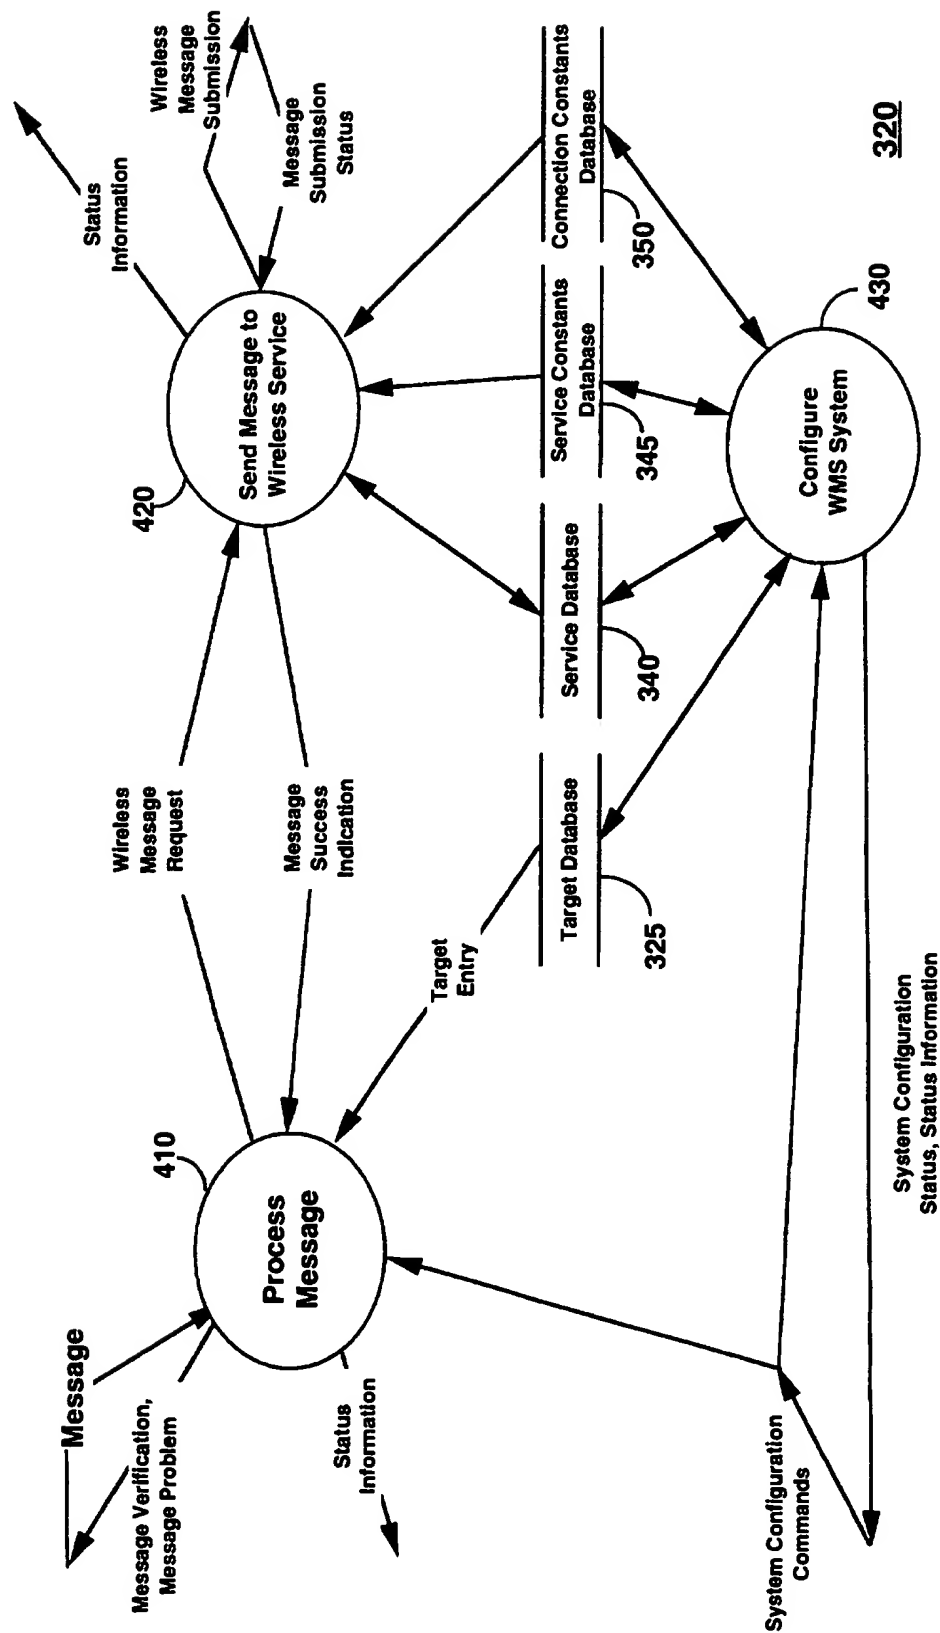 Message
Message Verification,
Message Problem
Status
Information
410
Process
Message
Wireless
Message
Request
Message
Success
Indication
Target
Entry
420
Send Message to
Wireless Service
Status
Information
Wireless
Message
Submission
Message
Submission
Status
Target Database
325
Service Database
340
Service Constants
Database
345
Connection Constants
Database
350
Configure
WMS System
430
System Configuration
Commands
System Configuration
Status, Status Information
320